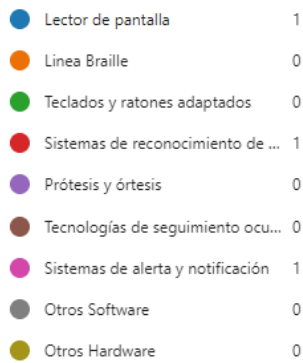 Lector de pantalla 1
Linea Braille 0
Teclados y ratones adaptados 0
Sistemas de reconocimiento de ... 1
Prótesis y órtesis 0
Tecnologías de seguimiento ocu... 0
Sistemas de alerta y notificación 1
Otros Software 0
Otros Hardware 0